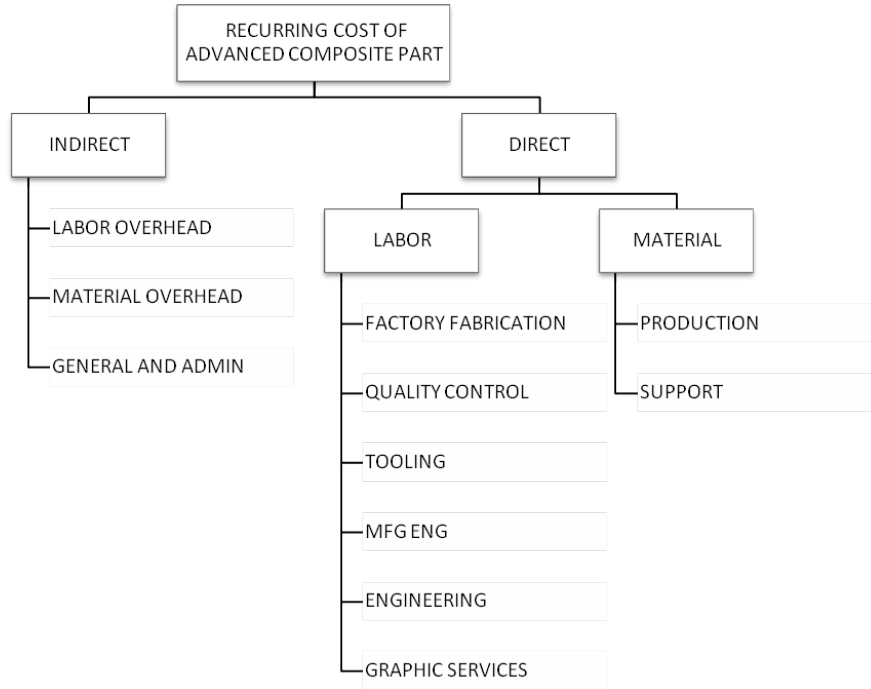 RECURRING COST OF
ADVANCED COMPOSITE PART
INDIRECT
DIRECT
LABOR OVERHEAD
MATERIAL OVERHEAD
GENERAL AND ADMIN
LABOR
MATERIAL
FACTORY FABRICATION
QUALITY CONTROL
TOOLING
MFG ENG
ENGINEERING
GRAPHIC SERVICES
PRODUCTION
SUPPORT